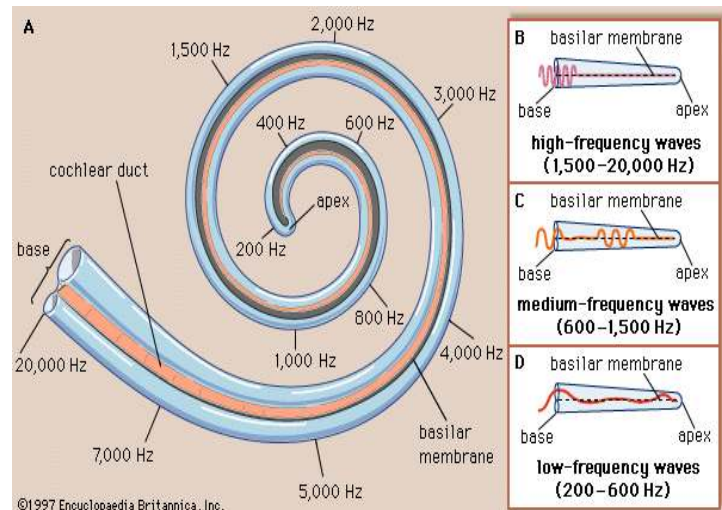 A
2,000 Hz
1,500 Hz
3,000 Hz
400 Hz
600 Hz
cochlear duct
apex
200 Hz
base
800 Hz
1,000 Hz
4,000 Hz
20,000 Hz
7,000 Hz
basilar
membrane
5,000 Hz
©1997 Encyclopaedia Britannica, Inc.
B
basilar membrane
base
apex
high-frequency waves
(1,500–20,000 Hz)
C
basilar membrane
base
apex
medium-frequency waves
(600–1,500 Hz)
D
basilar membrane
base
apex
low-frequency waves
(200–600 Hz)